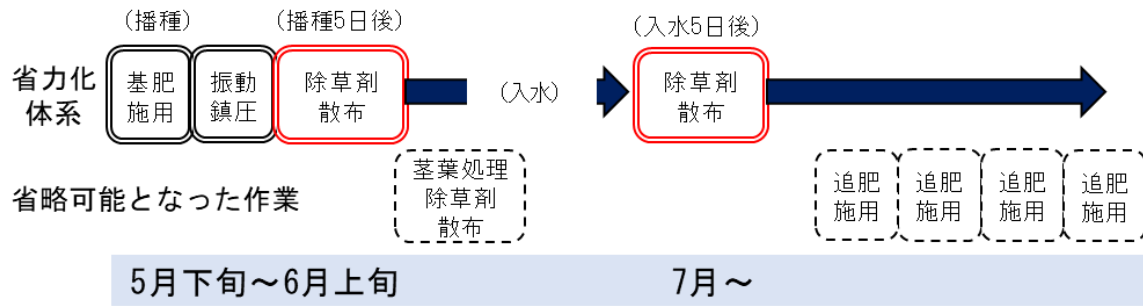 (播種)
(播種5日後)
(入水5日後)
省力化
体系
基肥
施用
振動
鎮圧
除草剤
散布
(入水)
除草剤
散布
省略可能となった作業
茎葉処理
除草剤
散布
追肥
施用
追肥
施用
追肥
施用
追肥
施用
5月下旬～6月上旬
7月～